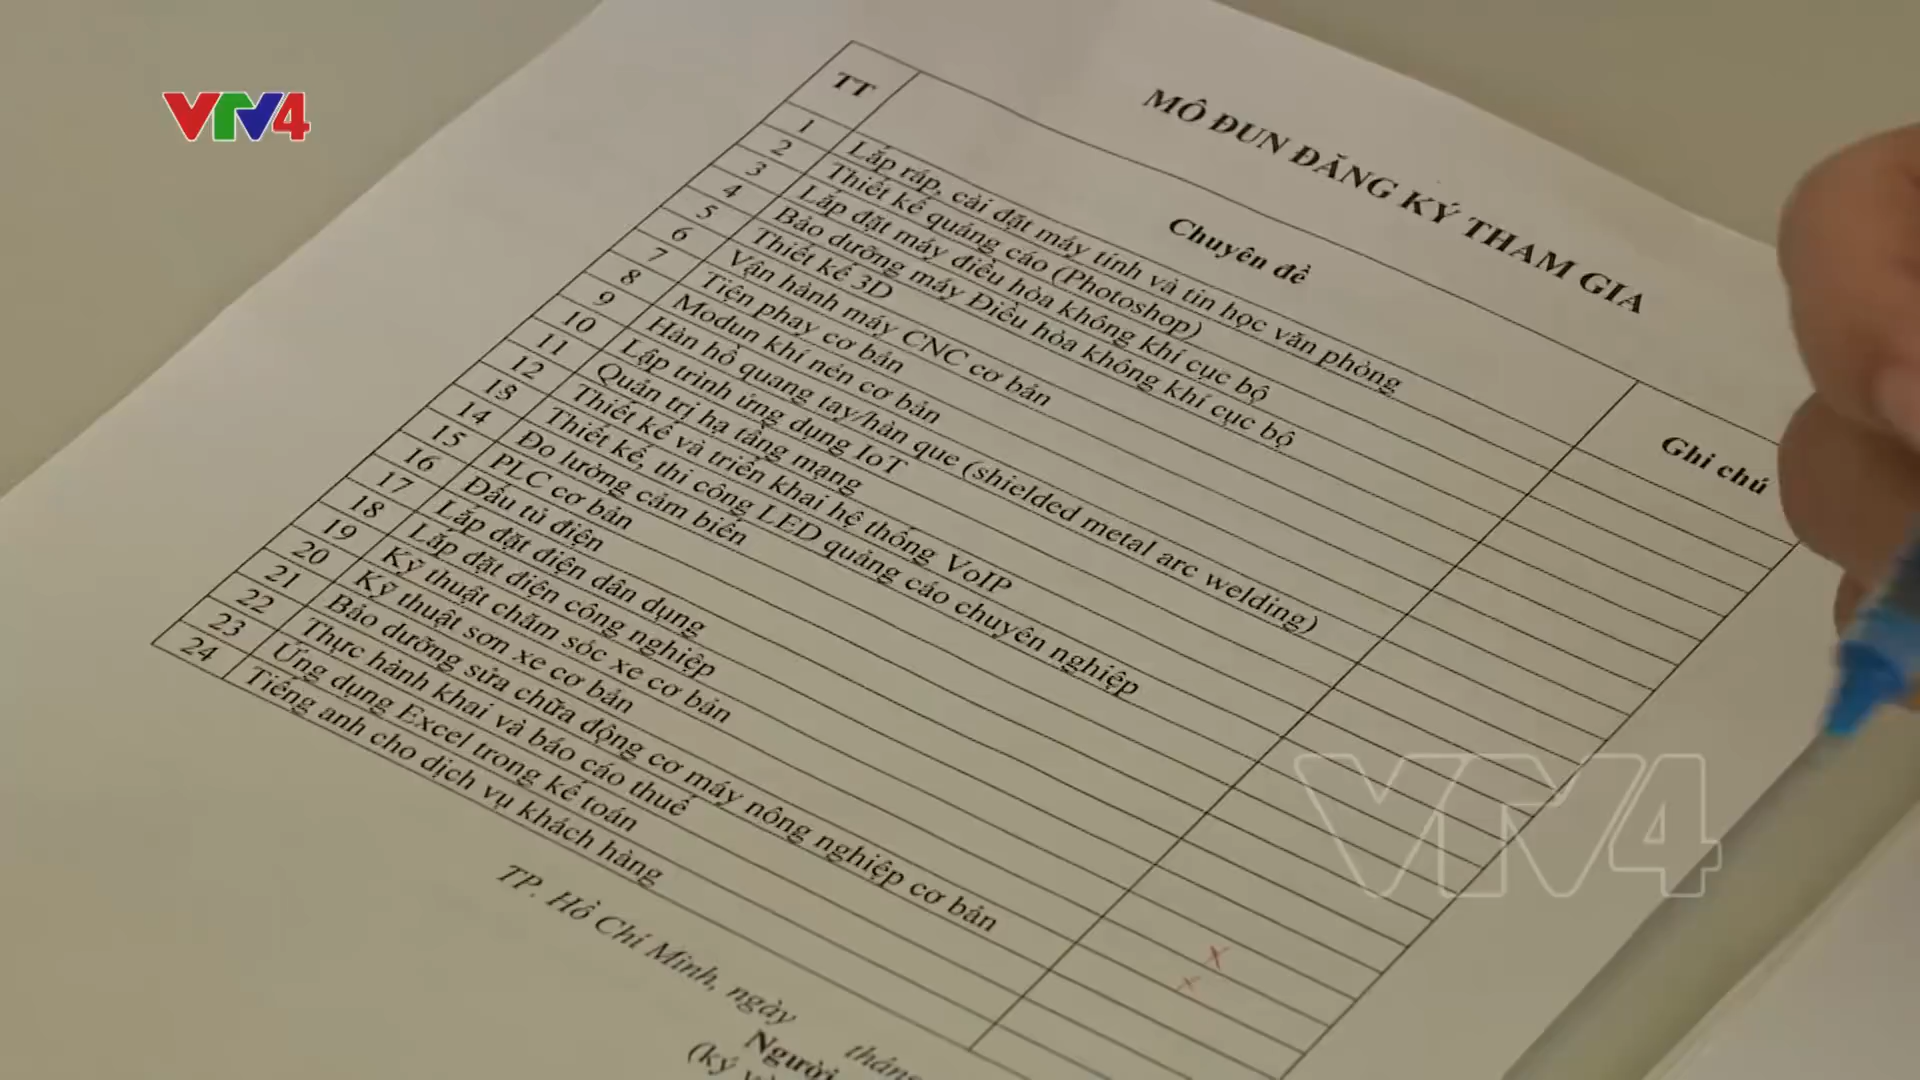 VTV4
MÔ ĐUN ĐĂNG KÝ THAM GIA
TT Chuyên đề Ghi chú
1 Lắp ráp, cài đặt máy tính và tin học văn phòng
2 Thiết kế quảng cáo (Photoshop)
3 Lắp đặt máy điều hòa không khí cục bộ
4 Bảo dưỡng máy Điều hòa không khí cục bộ
5 Thiết kế 3D
6 Vận hành máy CNC cơ bản
7 Tiện phay cơ bản
8 Modun khí nén cơ bản
9 Hàn hồ quang tay/hàn que (shielded metal arc welding)
10 Lập trình ứng dụng IoT
11 Quản trị hạ tầng mạng
12 Thiết kế và triển khai hệ thống VoIP
13 Thiết kế, thi công LED quảng cáo chuyên nghiệp
14 Đo lường cảm biến
15 PLC cơ bản
16 Đấu tủ điện
17 Lắp đặt điện dân dụng
18 Lắp đặt điện công nghiệp
19 Kỹ thuật chăm sóc xe cơ bản
20 Kỹ thuật sơn xe cơ bản
21 Bảo dưỡng sửa chữa động cơ máy nông nghiệp cơ bản
22 Thực hành khai và báo cáo thuế x
23 Ứng dụng Excel trong kế toán x
24 Tiếng anh cho dịch vụ khách hàng
TP. Hồ Chí Minh, ngày tháng
Người
(ký
VTV4